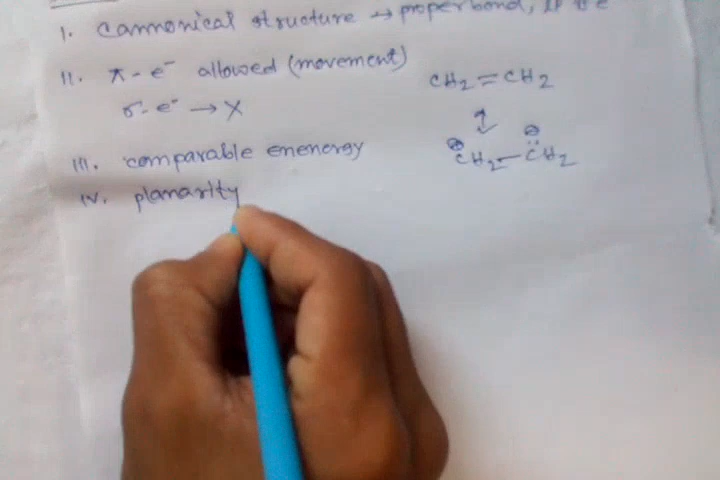 I. Cannonical structure → proper bond,
II. π-e⁻ allowed (movement)
σ-e⁻ → X
CH₂=CH₂
III. comparable enenergy
⊕CH₂—C̈H₂⊖
IV. planarity